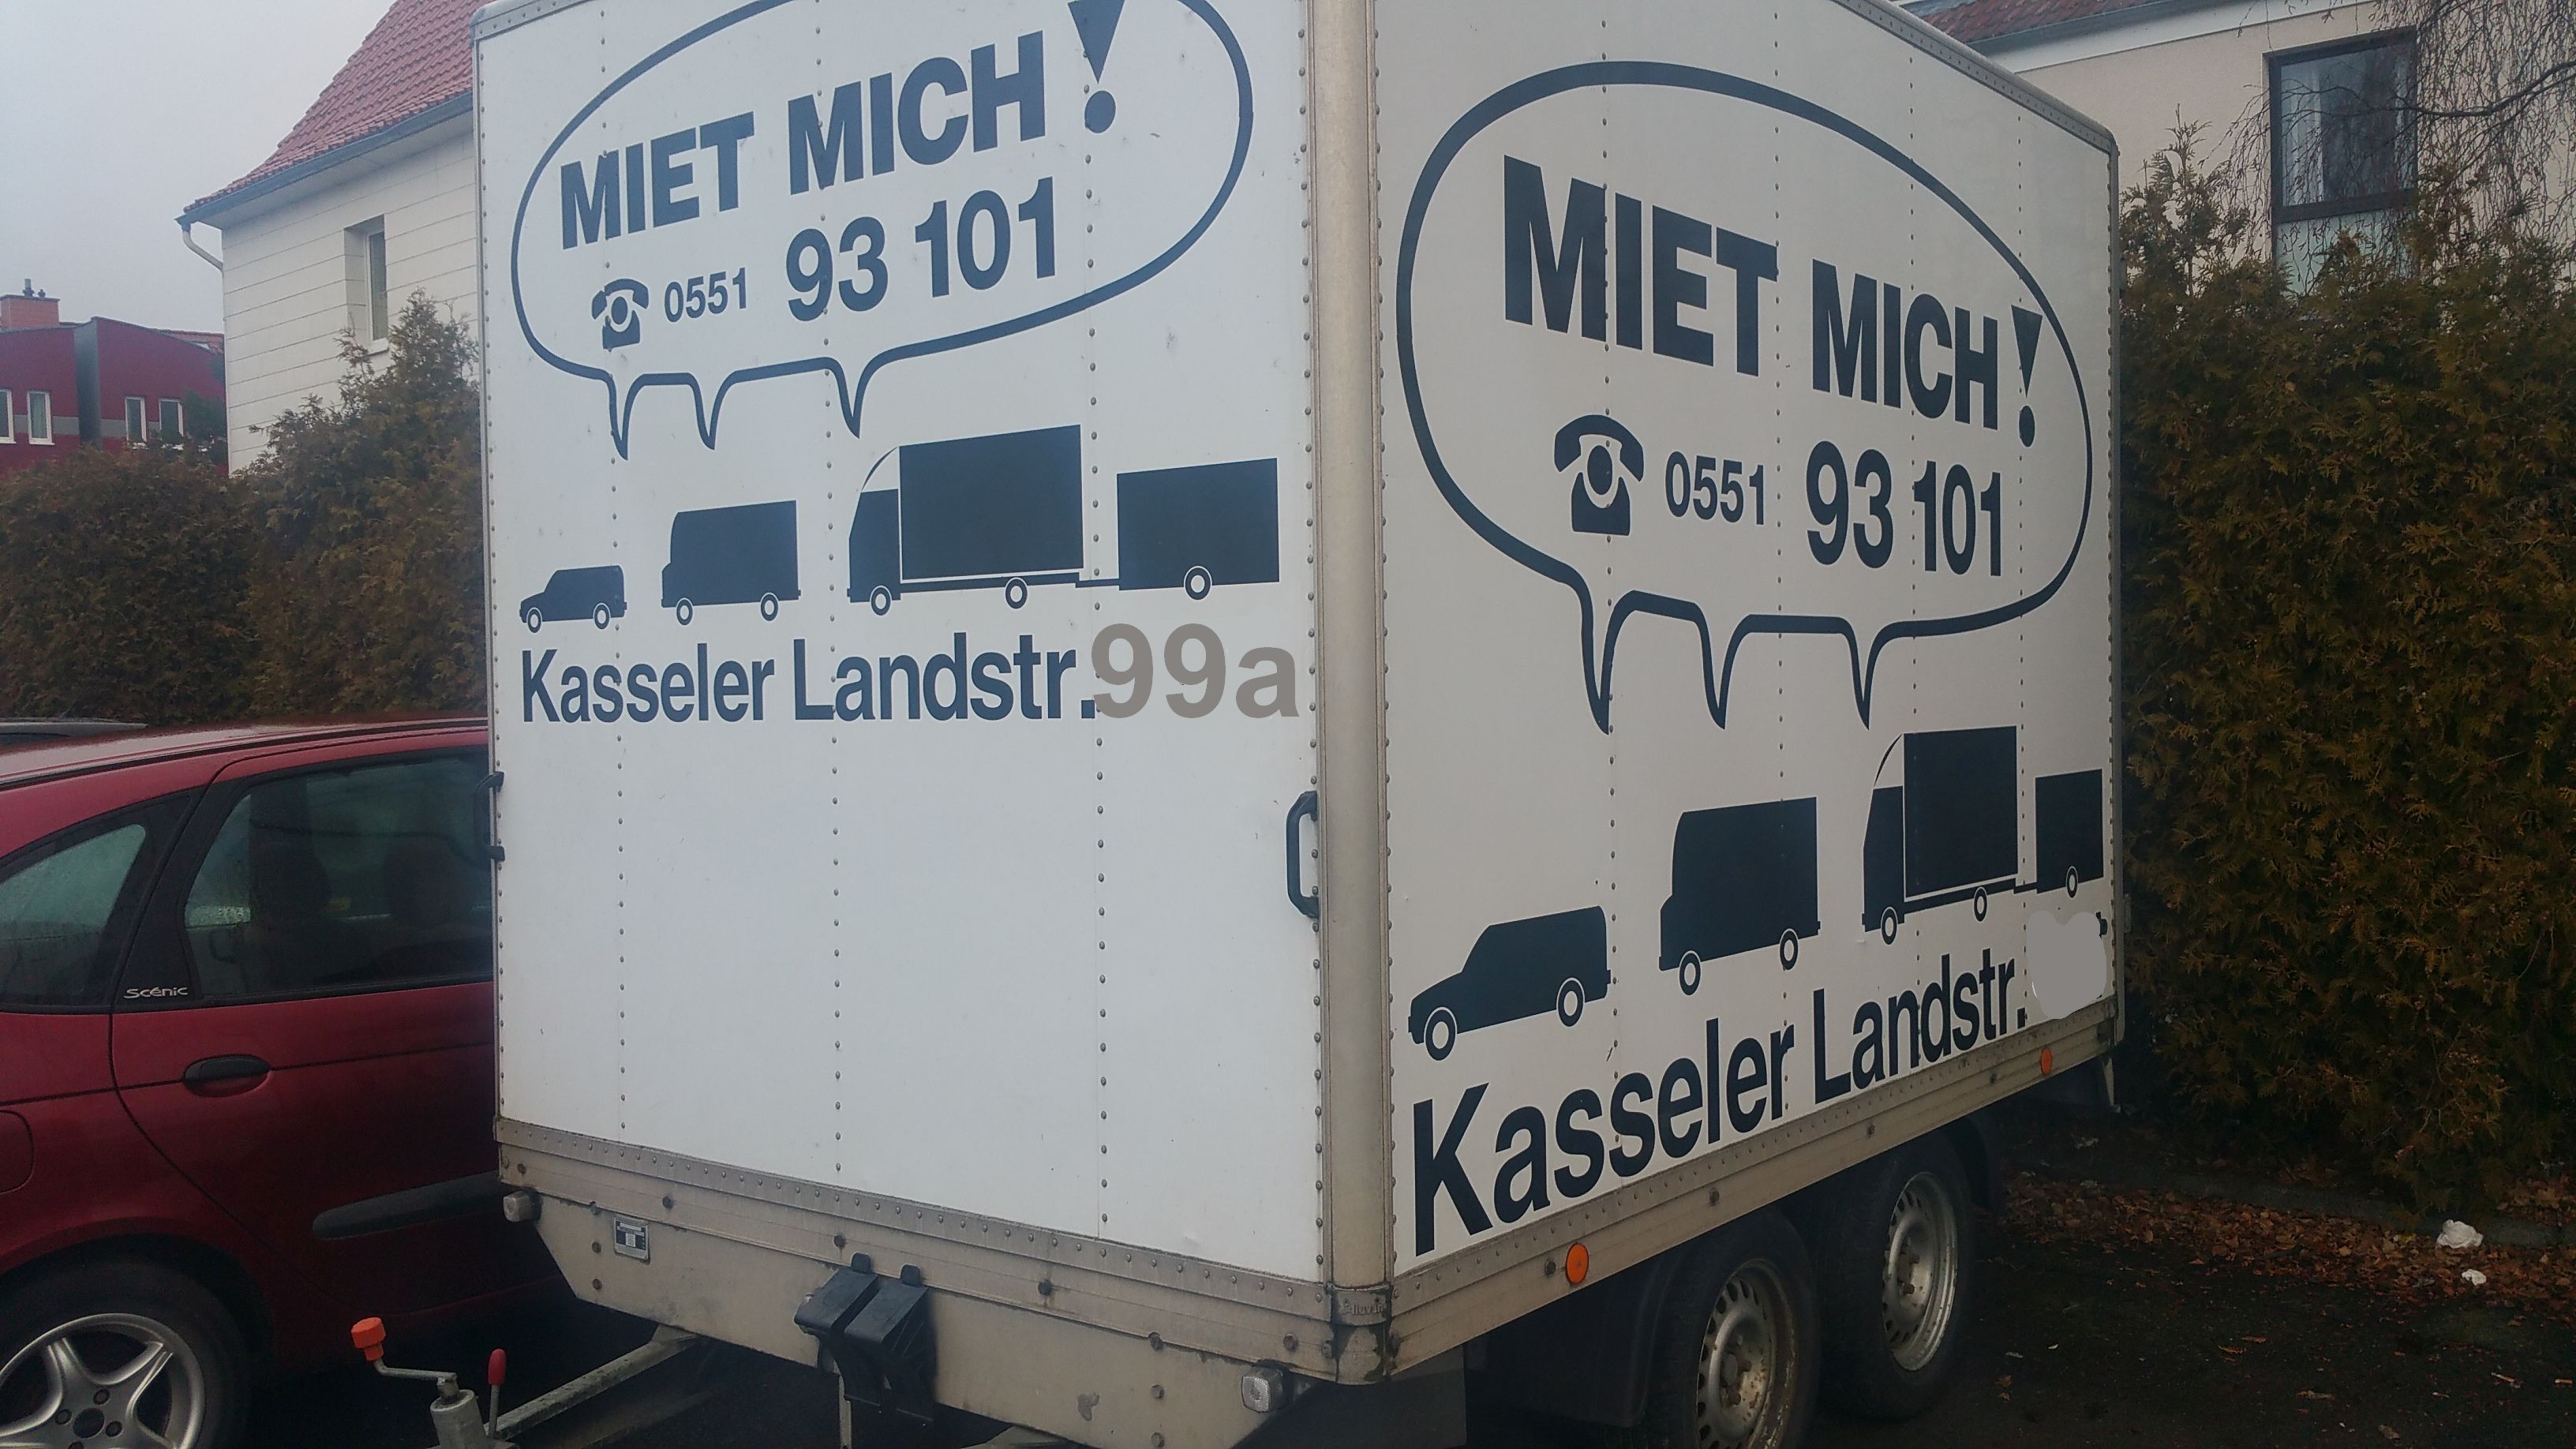 MIET MICH!
0551 93 101
Kasseler Landstr.99a
MIET MICH!
0551 93 101
Kasseler Landstr.
scénic